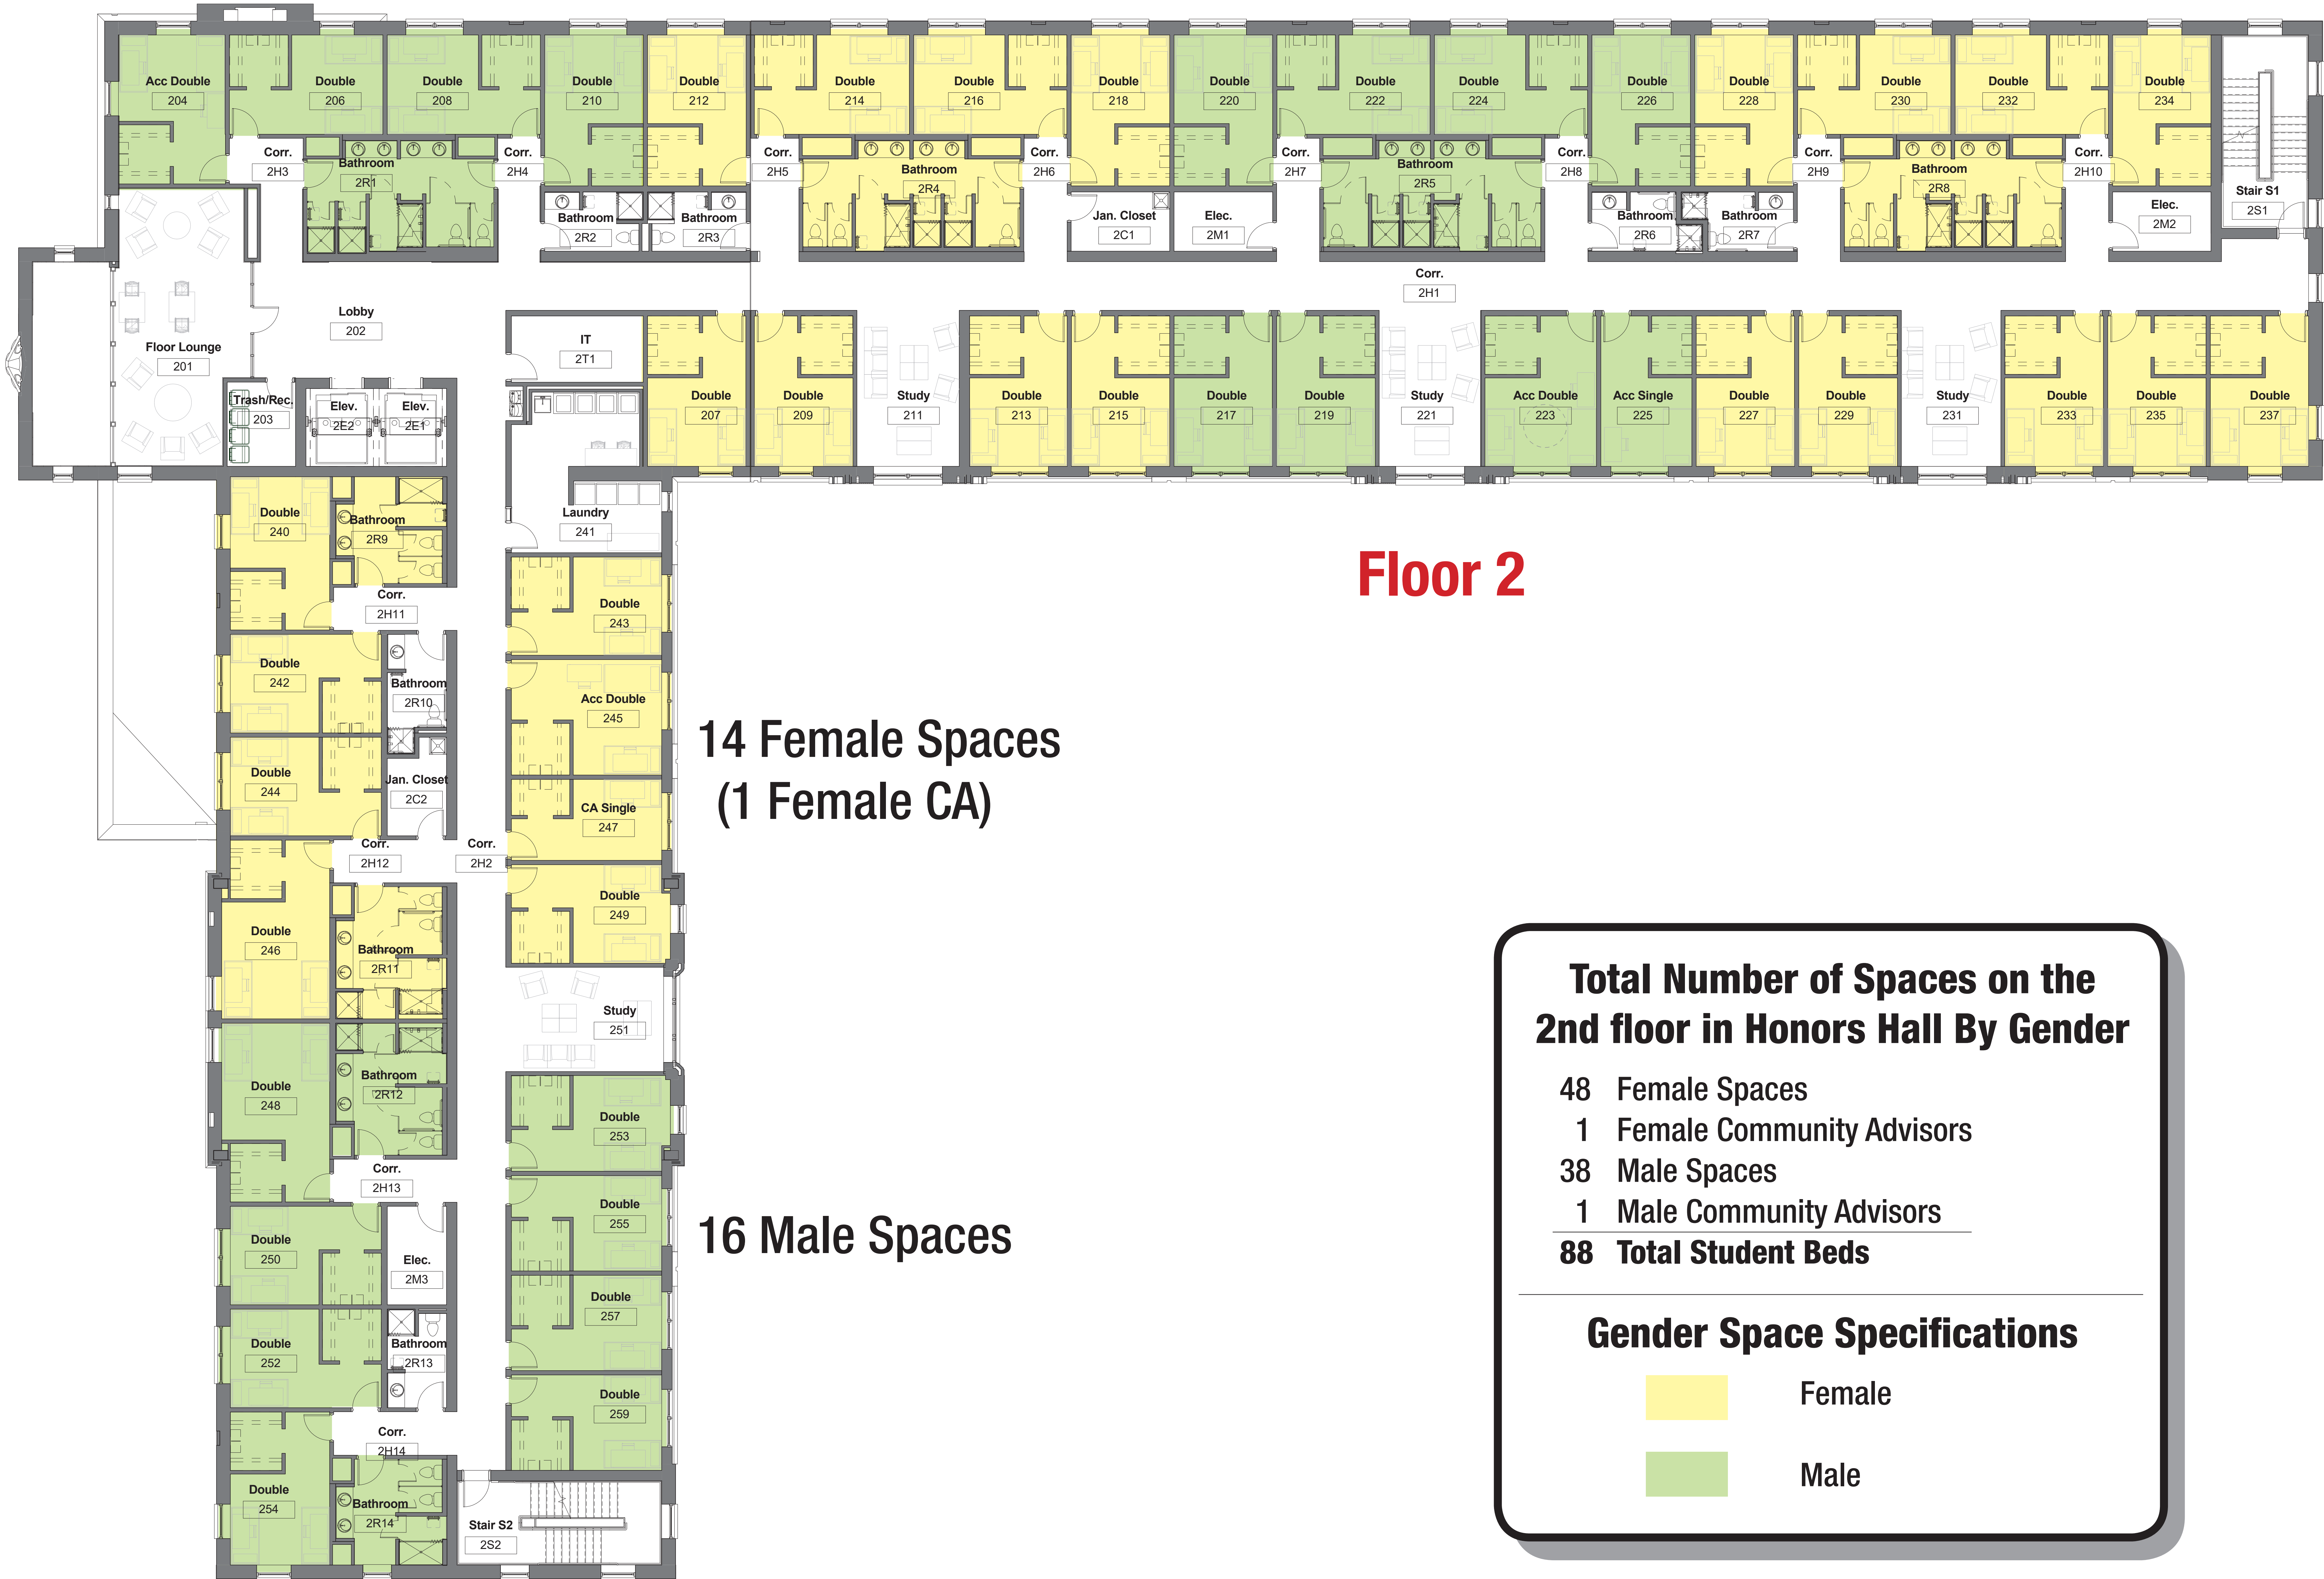 Acc Double
204
Double
206
Double
208
Double
210
Double
212
Double
214
Double
216
Double
218
Double
220
Double
222
Double
224
Double
226
Double
228
Double
230
Double
232
Double
234
Corr.
2H3
Bathroom
2R1
Corr.
2H4
Corr.
2H5
Bathroom
2R4
Corr.
2H6
Corr.
2H7
Bathroom
2R5
Corr.
2H8
Corr.
2H9
Bathroom
2R8
Corr.
2H10
Stair S1
2S1
Bathroom
2R2
Bathroom
2R3
Jan. Closet
2C1
Elec.
2M1
Bathroom
2R6
Bathroom
2R7
Elec.
2M2
Corr.
2H1
Lobby
202
Floor Lounge
201
IT
2T1
Trash/Rec.
203
Elev.
2E2
Elev.
2E1
Double
207
Double
209
Study
211
Double
213
Double
215
Double
217
Double
219
Study
221
Acc Double
223
Acc Single
225
Double
227
Double
229
Study
231
Double
233
Double
235
Double
237
Laundry
241
Floor 2
Double
240
Bathroom
2R9
Corr.
2H11
Double
243
Double
242
Bathroom
2R10
Acc Double
245
14 Female Spaces
(1 Female CA)
Double
244
Jan. Closet
2C2
CA Single
247
Corr.
2H12
Corr.
2H2
Double
249
Double
246
Bathroom
2R11
Study
251
Double
248
Bathroom
2R12
Double
253
Corr.
2H13
Double
255
16 Male Spaces
Double
250
Elec.
2M3
Double
257
Double
252
Bathroom
2R13
Double
259
Corr.
2H14
Double
254
Bathroom
2R14
Stair S2
2S2
Total Number of Spaces on the
2nd floor in Honors Hall By Gender
48 Female Spaces
1 Female Community Advisors
38 Male Spaces
1 Male Community Advisors
88 Total Student Beds
Gender Space Specifications
Female
Male